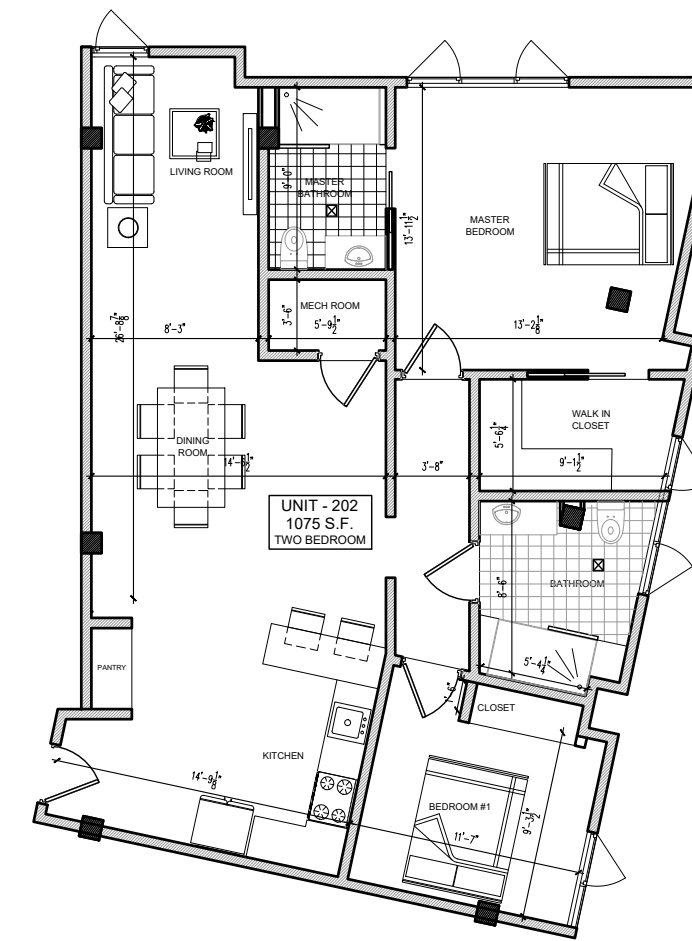 LIVING ROOM
MASTER
BATHROOM
9'-0"
MASTER
BEDROOM
13'-11½"
MECH ROOM
3'-6"
5'-9½"
26'-8⅞"
8'-3"
13'-2⅛"
WALK IN
CLOSET
5'-6¼"
9'-1½"
DINING
ROOM
14'-6½"
3'-8"
UNIT - 202
1075 S.F.
TWO BEDROOM
BATHROOM
8'-6"
5'-4¼"
PANTRY
CLOSET
KITCHEN
14'-9⅛"
BEDROOM #1
9'-3½"
11'-7"